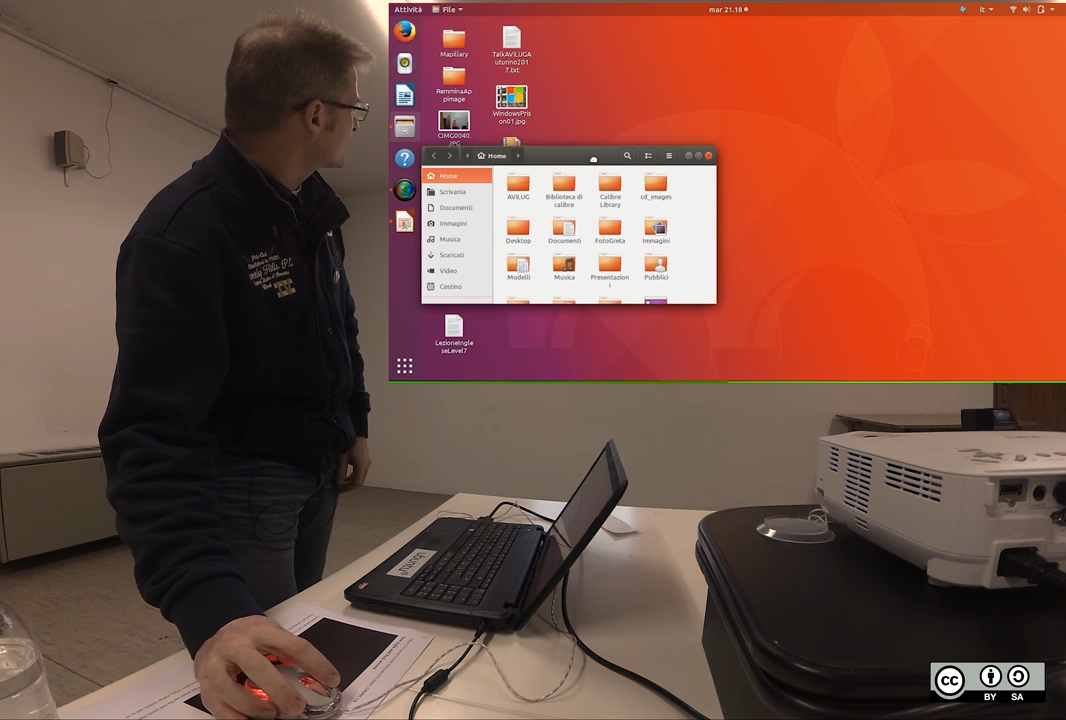 Attività
File
mar 21.18
it
Mapillary
TalkAViLUGA
utunno201
7.txt
RemminaAp
pimage
WindowsPris
on01.jpg
CIMG0040.
JPG
Home
Home
Scrivania
Documenti
Immagini
Musica
Scaricati
Video
Cestino
AViLUG
Biblioteca di
calibre
Calibre
Library
cd_images
Desktop
Documenti
FotoGreta
Immagini
Modelli
Musica
Presentazion
i
Pubblici
LezioneIngle
seLevel7
ubuntu
cc
BY SA